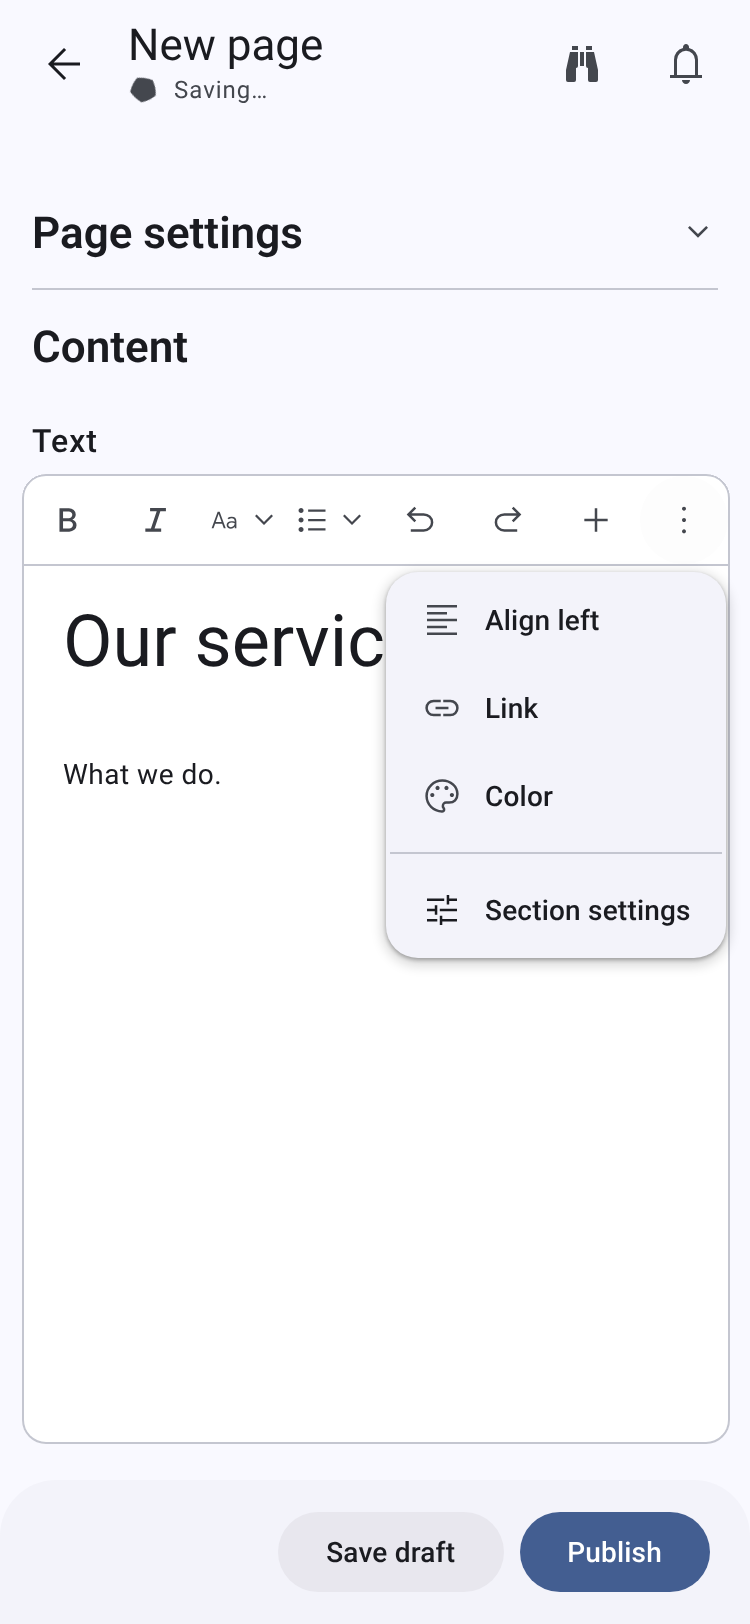 New page
Saving...
Page settings
Content
Text
B I Aa
Our servic
Align left
What we do.
Link
Color
Section settings
Save draft
Publish